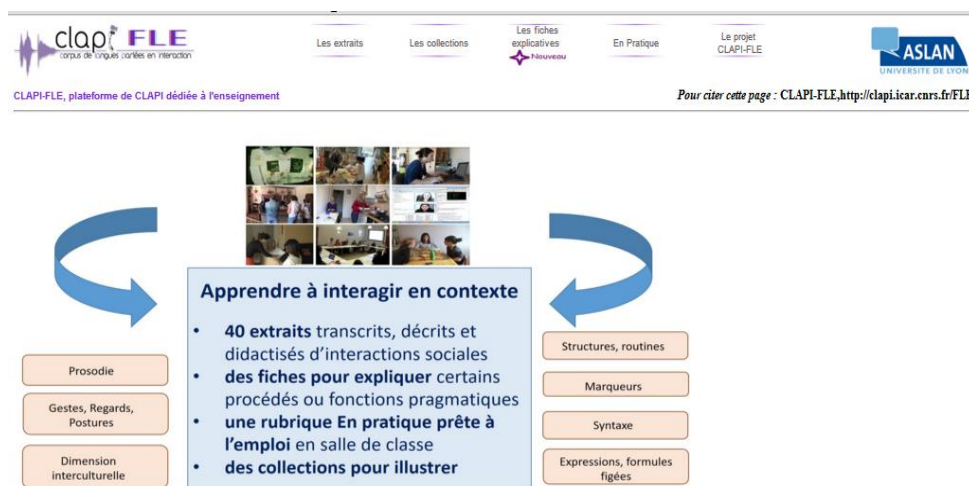 clapi FLE
corpus de langues parlées en interaction
Les extraits
Les collections
Les fiches
explicatives
Nouveau
En Pratique
Le projet
CLAPI-FLE
ASLAN
UNIVERSITE DE LYON
CLAPI-FLE, plateforme de CLAPI dédiée à l'enseignement
Pour citer cette page : CLAPI-FLE,http://clapi.icar.cnrs.fr/FLE
Apprendre à interagir en contexte
• 40 extraits transcrits, décrits et
didactisés d'interactions sociales
• des fiches pour expliquer certains
procédés ou fonctions pragmatiques
• une rubrique En pratique prête à
l'emploi en salle de classe
• des collections pour illustrer
Prosodie
Gestes, Regards,
Postures
Dimension
interculturelle
Structures, routines
Marqueurs
Syntaxe
Expressions, formules
figées